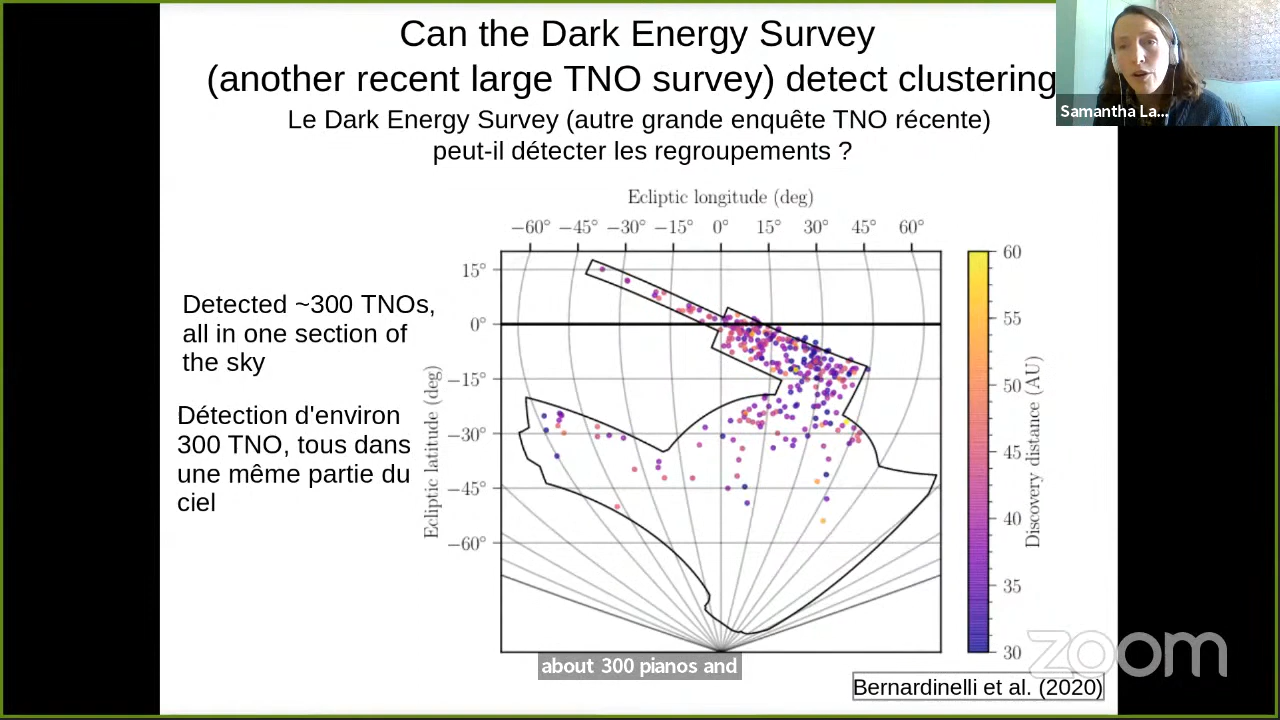 Can the Dark Energy Survey
(another recent large TNO survey) detect clustering
Le Dark Energy Survey (autre grande enquête TNO récente)
peut-il détecter les regroupements ?
Samantha La...
Ecliptic longitude (deg)
−60° −45° −30° −15° 0° 15° 30° 45° 60°
15°
0°
−15°
−30°
−45°
−60°
Ecliptic latitude (deg)
Detected ~300 TNOs,
all in one section of
the sky
Détection d'environ
300 TNO, tous dans
une même partie du
ciel
60
55
50
45
40
35
30
Discovery distance (AU)
about 300 pianos and
zoom
Bernardinelli et al. (2020)